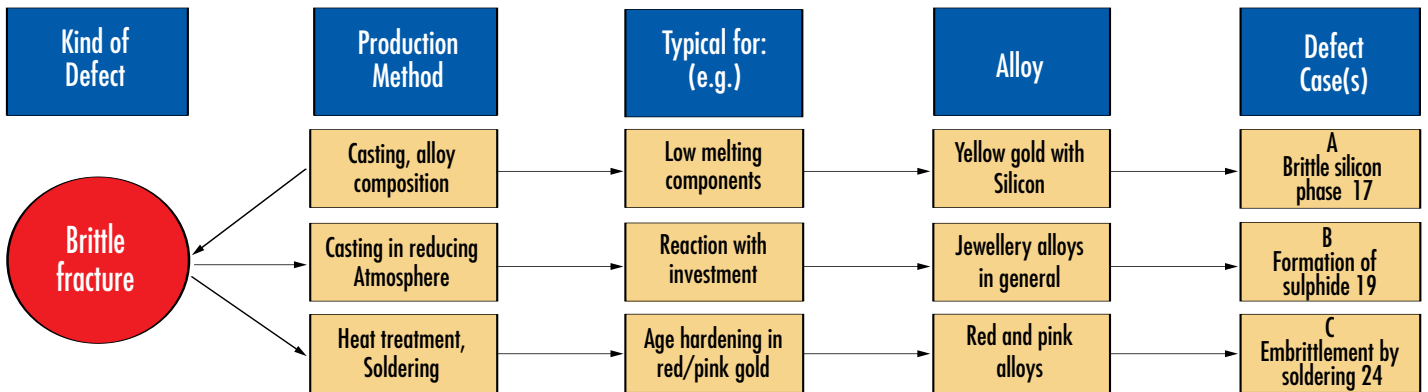 Kind of
Defect
Production
Method
Typical for:
(e.g.)
Alloy
Defect
Case(s)
Brittle
fracture
Casting, alloy
composition
Low melting
components
Yellow gold with
Silicon
A
Brittle silicon
phase 17
Casting in reducing
Atmosphere
Reaction with
investment
Jewellery alloys
in general
B
Formation of
sulphide 19
Heat treatment,
Soldering
Age hardening in
red/pink gold
Red and pink
alloys
C
Embrittlement by
soldering 24